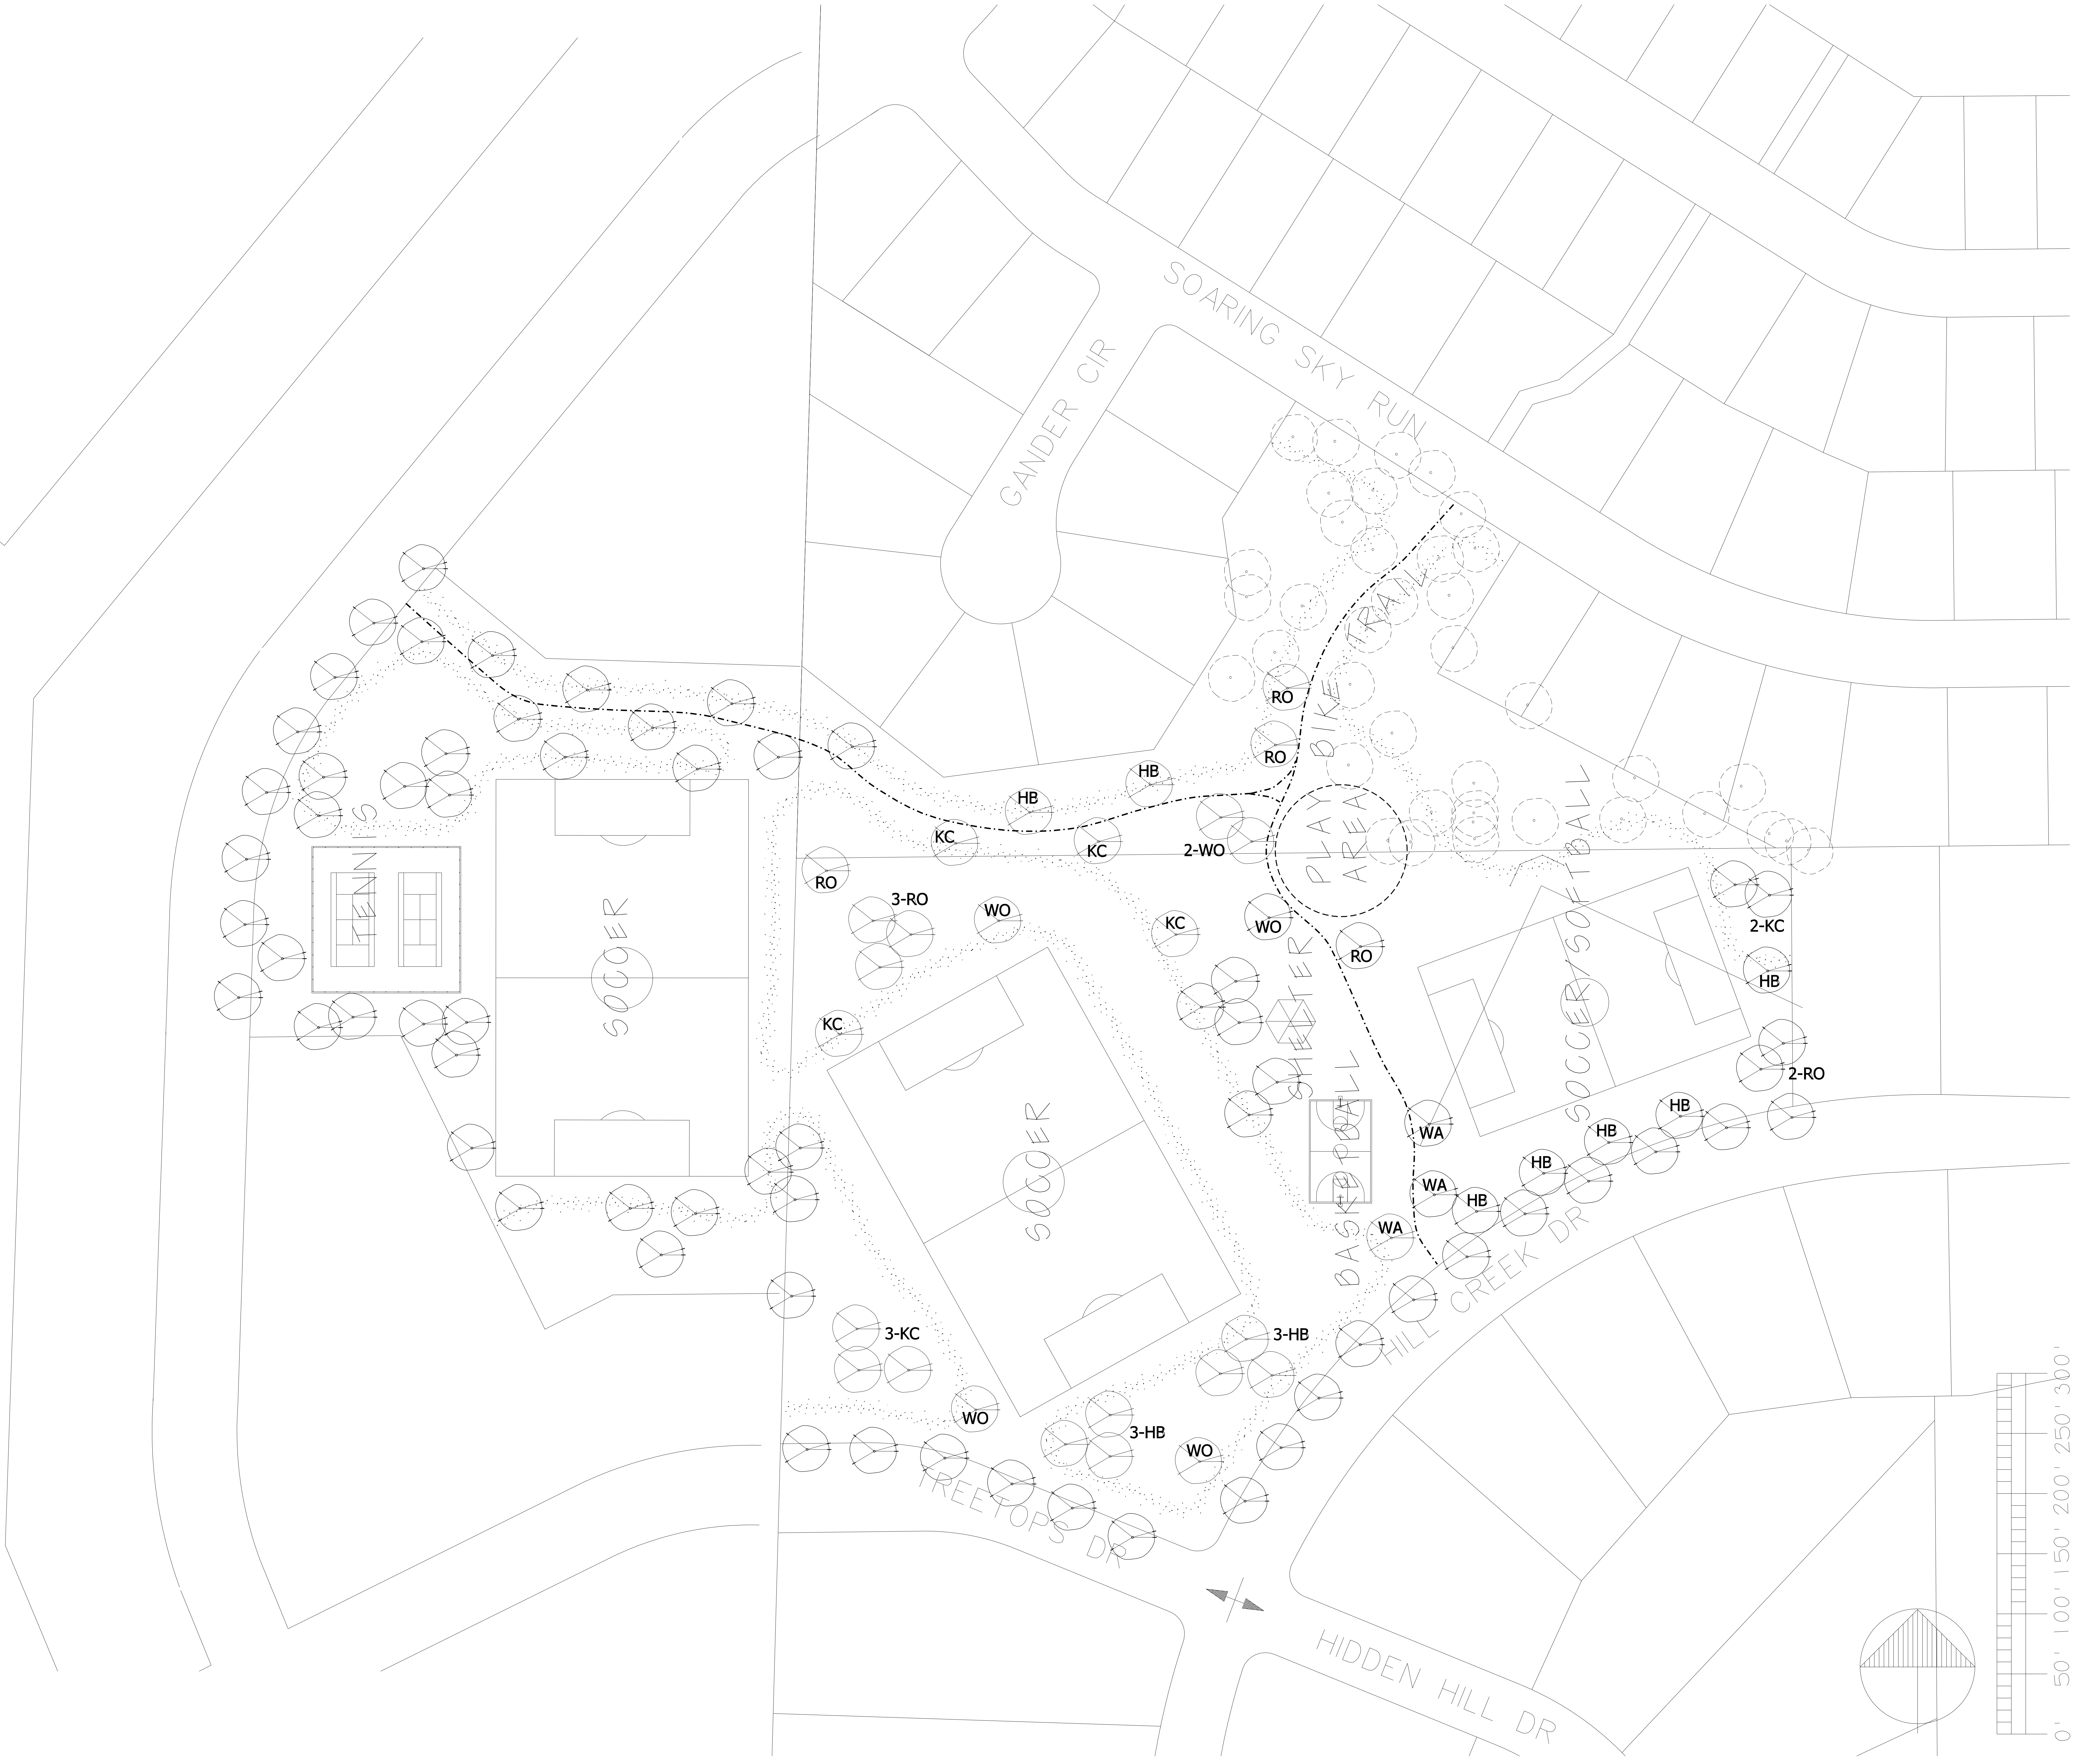 SOARING SKY RUN
GANDER CIR
BIKE TRAIL
RO
RO
HB
HB
KC
KC
2-WO
PLAY
AREA
RO
3-RO
WO
KC
WO
RO
KC
2-KC
HB
2-RO
TENNIS
SOCCER
SOCCER
SHELTER
BASKETBALL
SOCCER/SOFTBALL
WA
WA
WA
HB
HB
HB
HB
HILL CREEK DR
3-KC
WO
3-HB
3-HB
WO
TREETOPS DR
HIDDEN HILL DR
0' 50' 100' 150' 200' 250' 300'